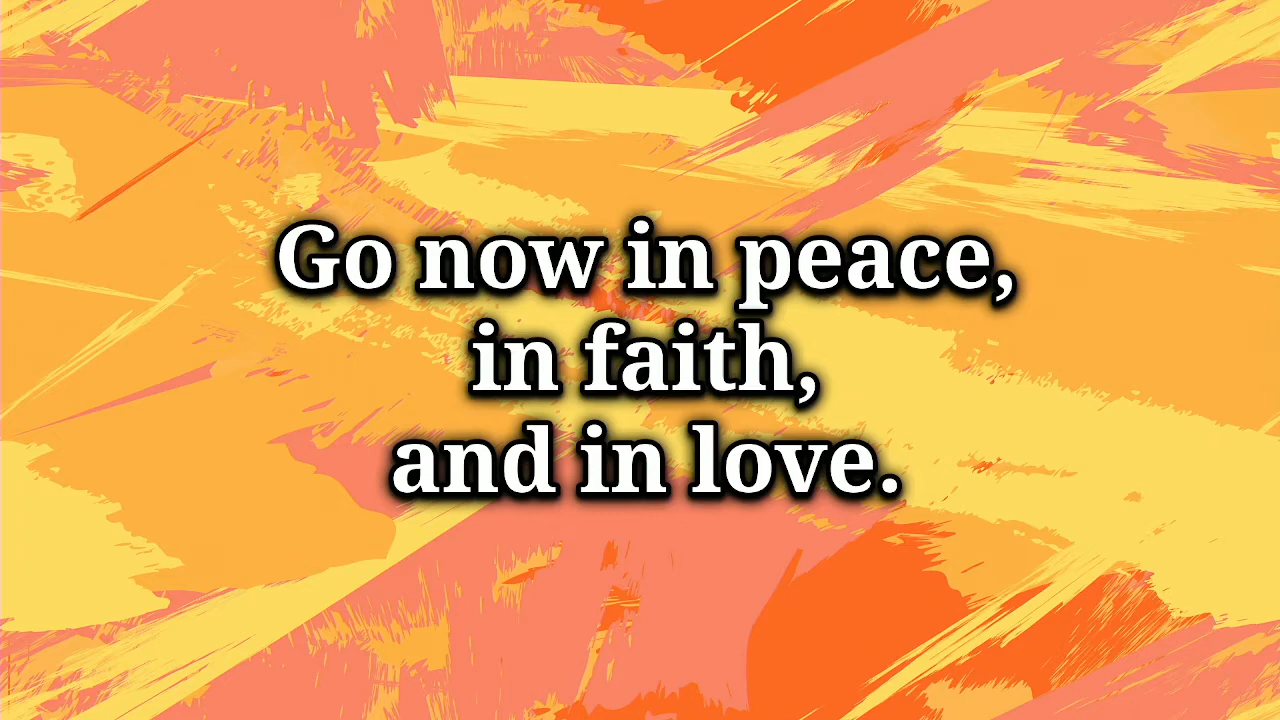 Go now in peace,
in faith,
and in love.